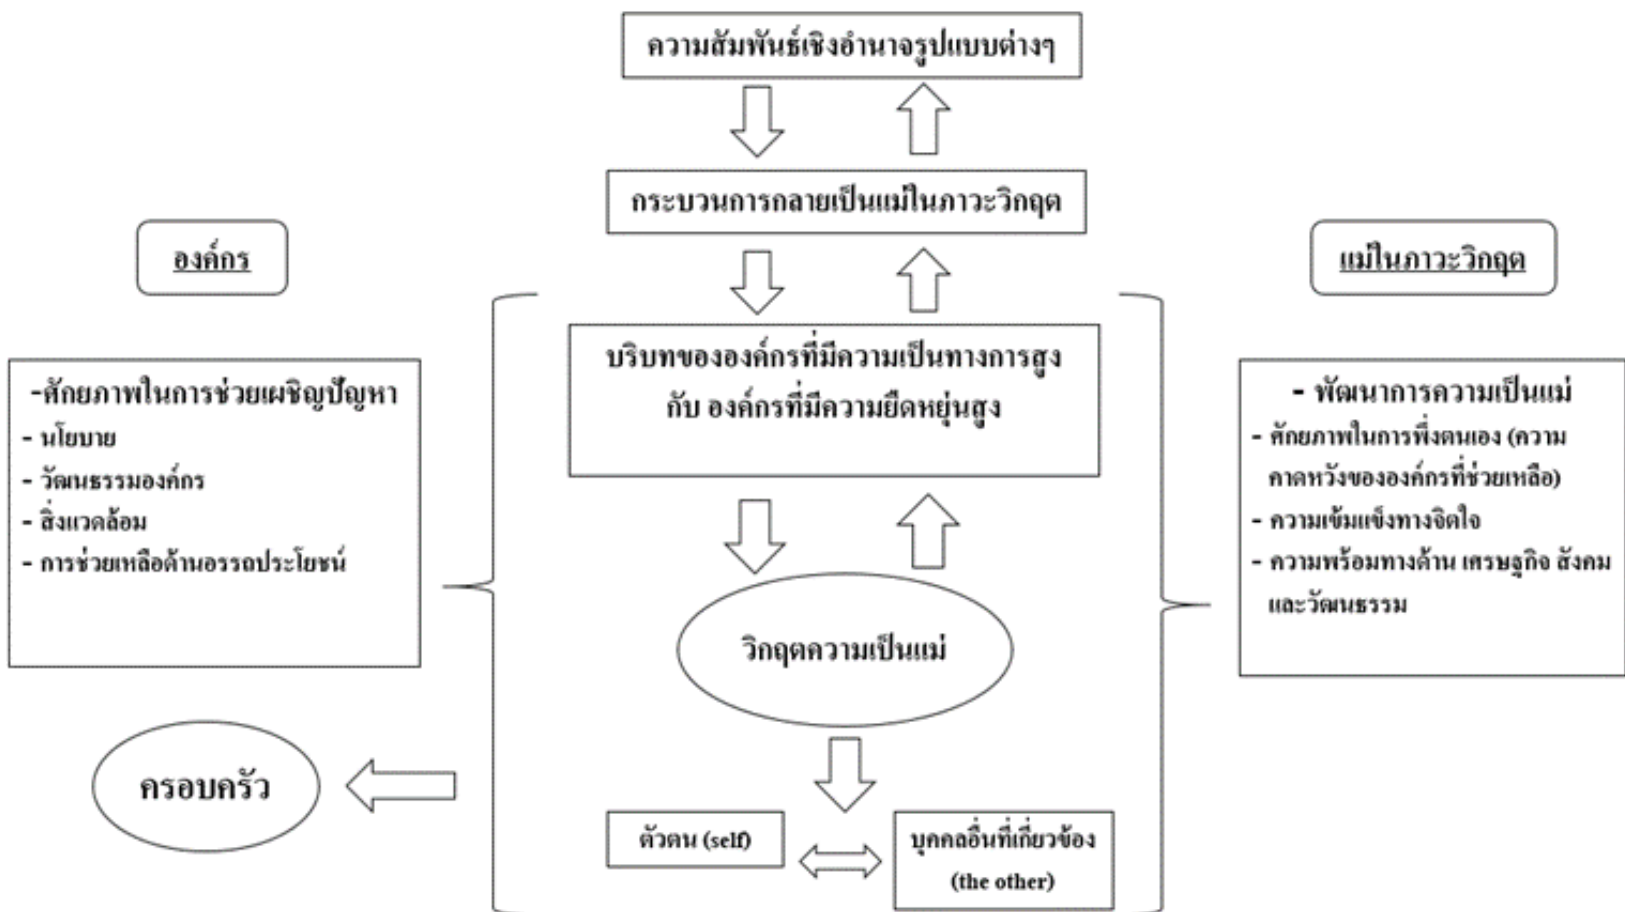 ความสัมพันธ์เชิงอำนาจรูปแบบต่างๆ
กระบวนการกลายเป็นแม่ในภาวะวิกฤต
องค์กร
แม่ในภาวะวิกฤต
บริบทขององค์กรที่มีความเป็นทางการสูง
กับ องค์กรที่มีความยืดหยุ่นสูง
-ศักยภาพในการช่วยเผชิญปัญหา
- นโยบาย
- วัฒนธรรมองค์กร
- สิ่งแวดล้อม
- การช่วยเหลือด้านอรรถประโยชน์
- พัฒนาการความเป็นแม่
- ศักยภาพในการพึ่งตนเอง (ความ
คาดหวังขององค์กรที่ช่วยเหลือ)
- ความเข้มแข็งทางจิตใจ
- ความพร้อมทางด้าน เศรษฐกิจ สังคม
และวัฒนธรรม
วิกฤตความเป็นแม่
ครอบครัว
ตัวตน (self)
บุคคลอื่นที่เกี่ยวข้อง
(the other)